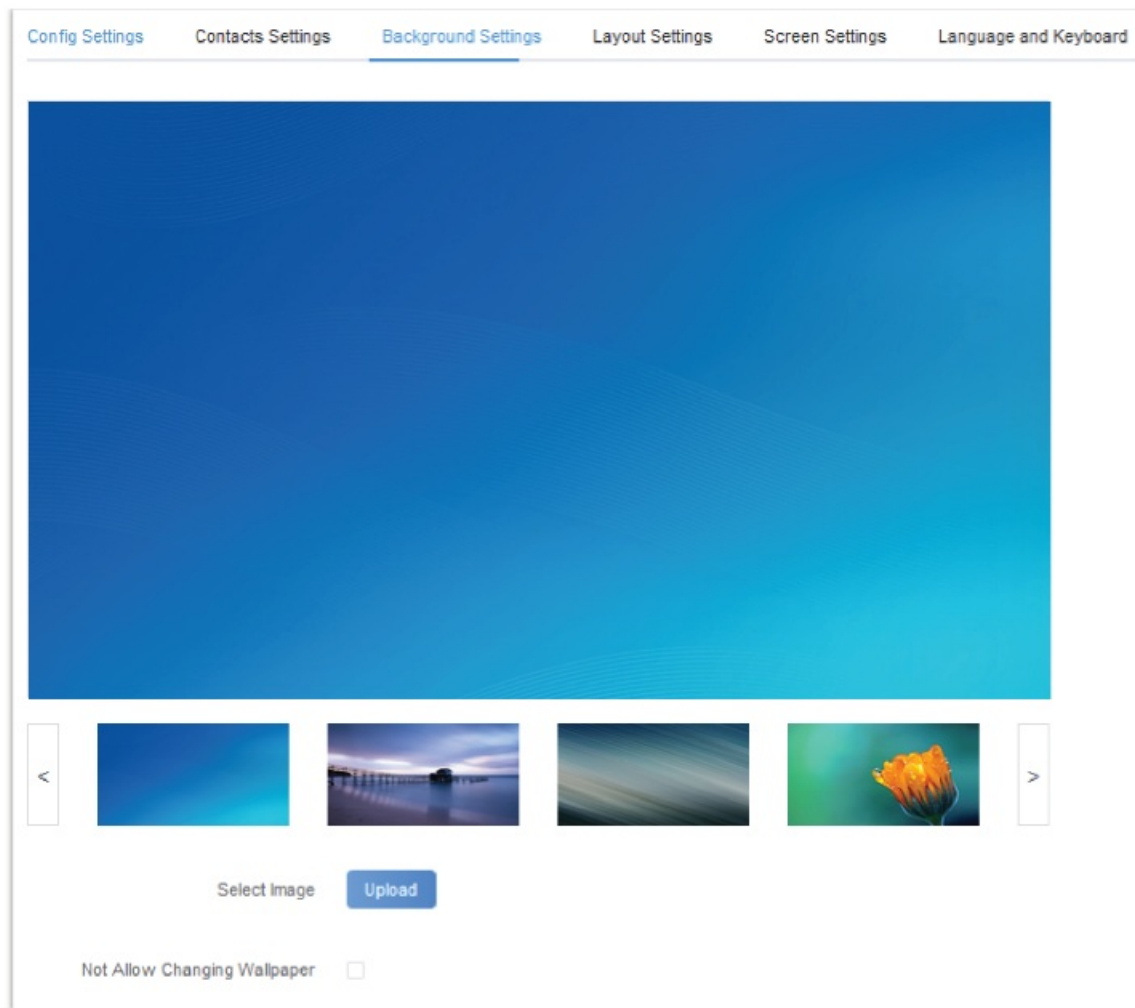 Config Settings Contacts Settings Background Settings Layout Settings Screen Settings Language and Keyboard
< >
Select Image Upload
Not Allow Changing Wallpaper